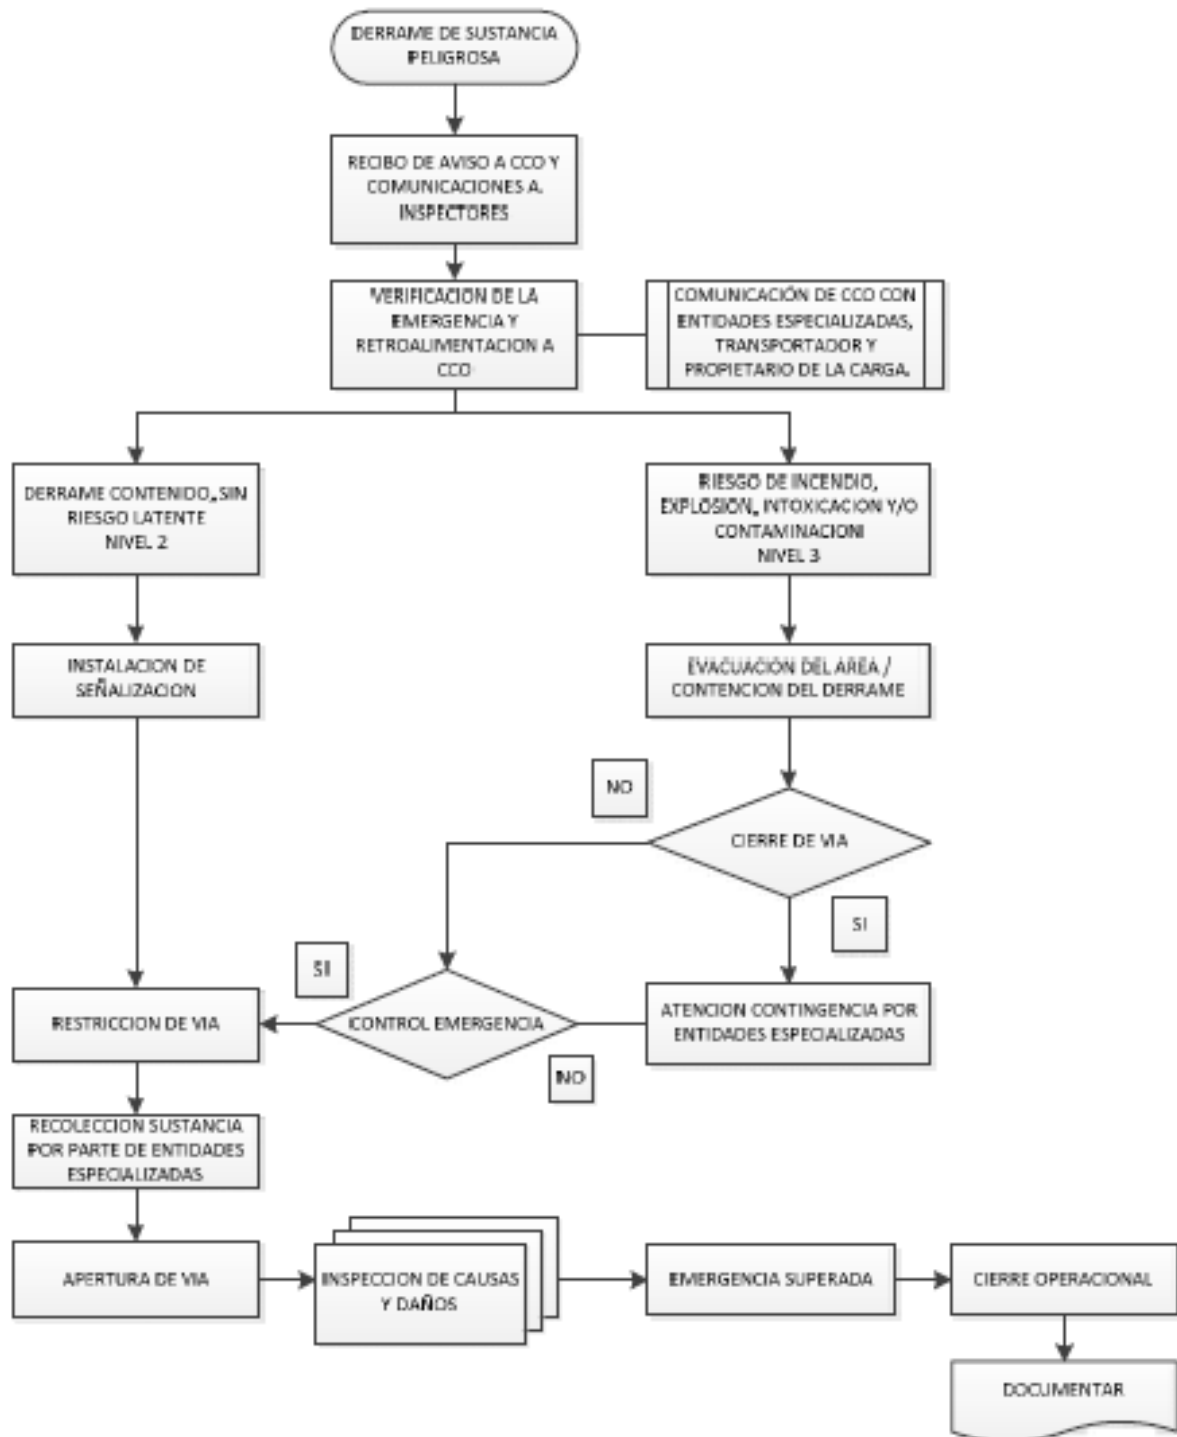 DERRAME DE SUSTANCIA
PELIGROSA
RECIBO DE AVISO A CCO Y
COMUNICACIONES A
INSPECTORES
VERIFICACION DE LA
EMERGENCIA Y
RETROALIMENTACION A
CCO
COMUNICACIÓN DE CCO CON
ENTIDADES ESPECIALIZADAS,
TRANSPORTADOR Y
PROPIETARIO DE LA CARGA.
DERRAME CONTENIDO, SIN
RIESGO LATENTE
NIVEL 2
RIESGO DE INCENDIO,
EXPLOSION, INTOXICACION Y/O
CONTAMINACION
NIVEL 3
INSTALACION DE
SEÑALIZACION
EVACUACION DEL AREA /
CONTENCION DEL DERRAME
NO
CIERRE DE VIA
SI
SI
RESTRICCION DE VIA
CONTROL EMERGENCIA
ATENCION CONTINGENCIA POR
ENTIDADES ESPECIALIZADAS
NO
RECOLECCION SUSTANCIA
POR PARTE DE ENTIDADES
ESPECIALIZADAS
APERTURA DE VIA
INSPECCION DE CAUSAS
Y DAÑOS
EMERGENCIA SUPERADA
CIERRE OPERACIONAL
DOCUMENTAR